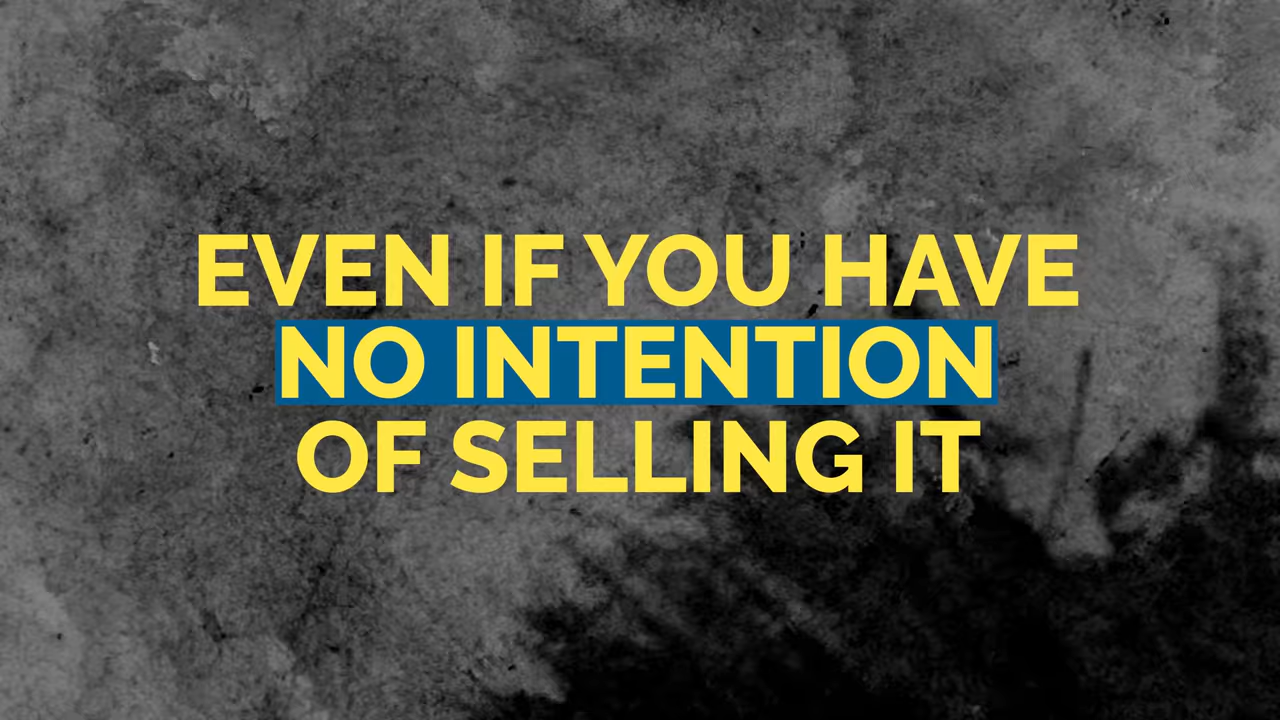 EVEN IF YOU HAVE
NO INTENTION
OF SELLING IT